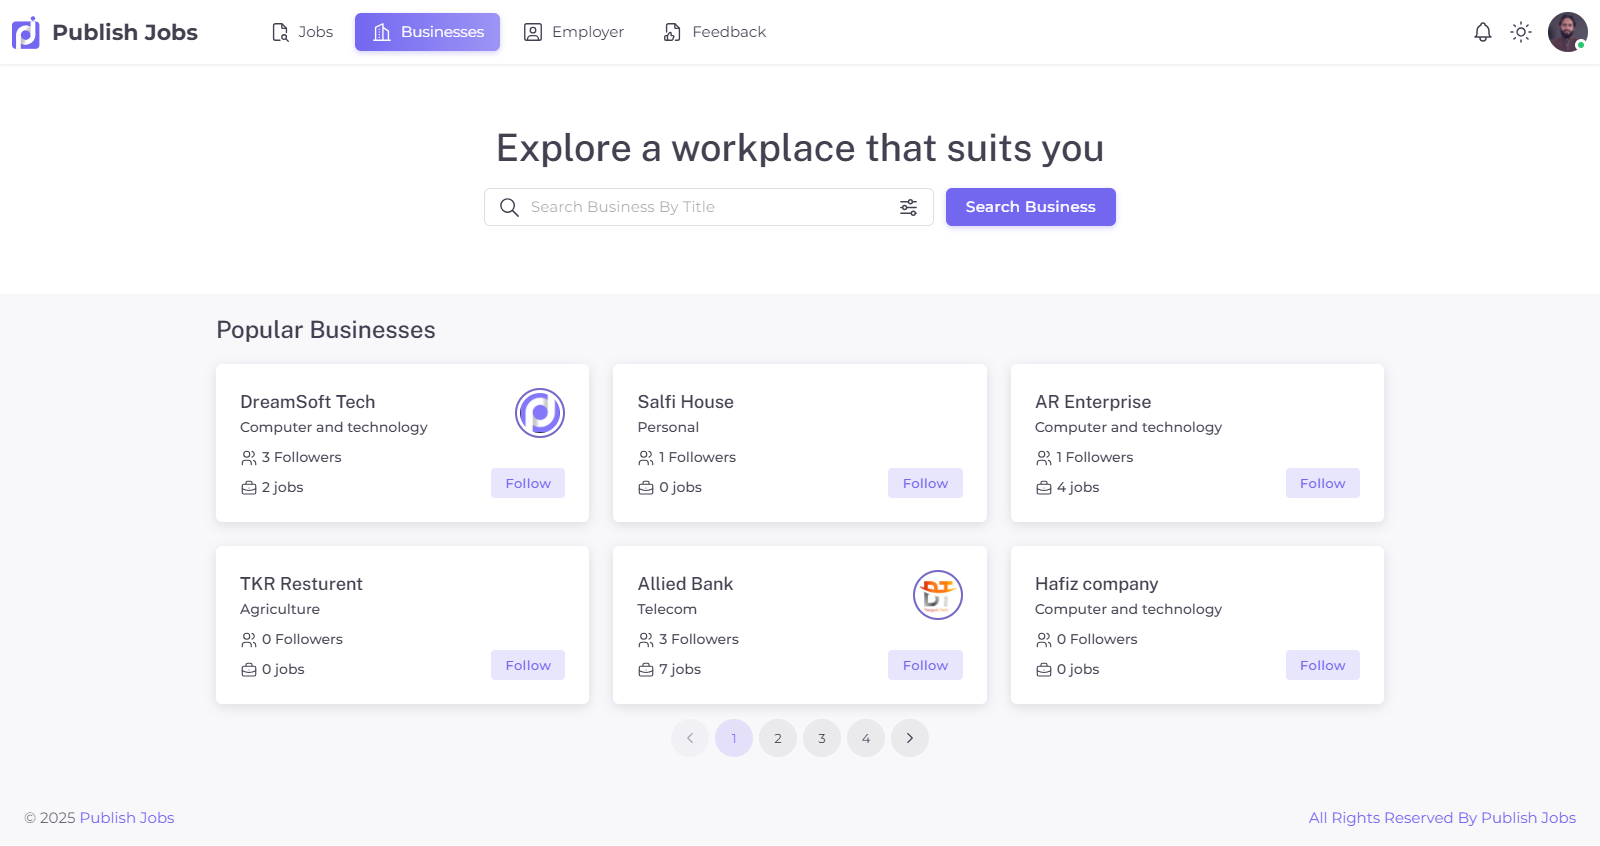 Publish Jobs
Jobs
Businesses
Employer
Feedback
Explore a workplace that suits you
Search Business By Title
Search Business
Popular Businesses
DreamSoft Tech
Computer and technology
3 Followers
2 jobs
Follow
Salfi House
Personal
1 Followers
0 jobs
Follow
AR Enterprise
Computer and technology
1 Followers
4 jobs
Follow
TKR Resturent
Agriculture
0 Followers
0 jobs
Follow
Allied Bank
Telecom
3 Followers
7 jobs
Follow
DT
Hafiz company
Computer and technology
0 Followers
0 jobs
Follow
1 2 3 4
© 2025 Publish Jobs
All Rights Reserved By Publish Jobs